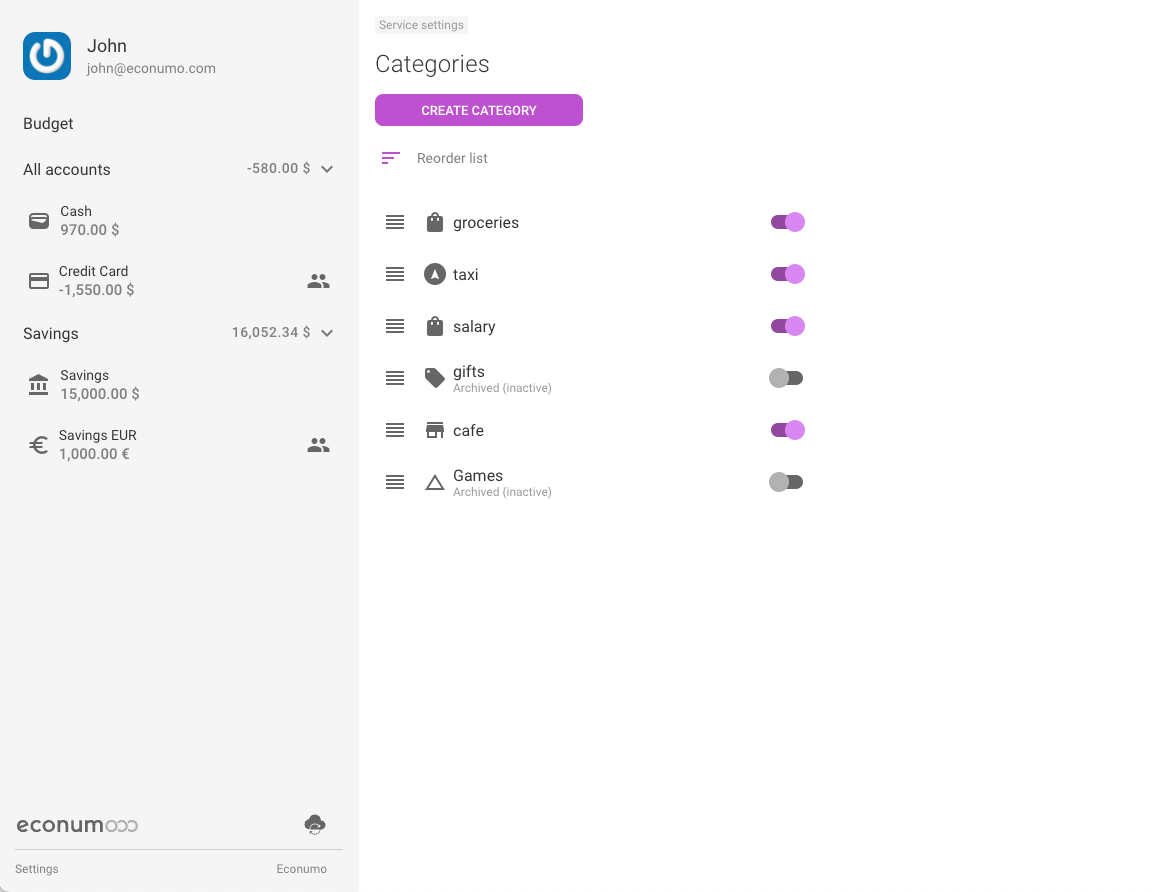 John
john@econumo.com
Budget
All accounts -580.00 $
Cash
970.00 $
Credit Card
-1,550.00 $
Savings 16,052.34 $
Savings
15,000.00 $
Savings EUR
1,000.00 €
econumo
Settings Econumo
Service settings
Categories
CREATE CATEGORY
Reorder list
groceries
taxi
salary
gifts
Archived (inactive)
cafe
Games
Archived (inactive)